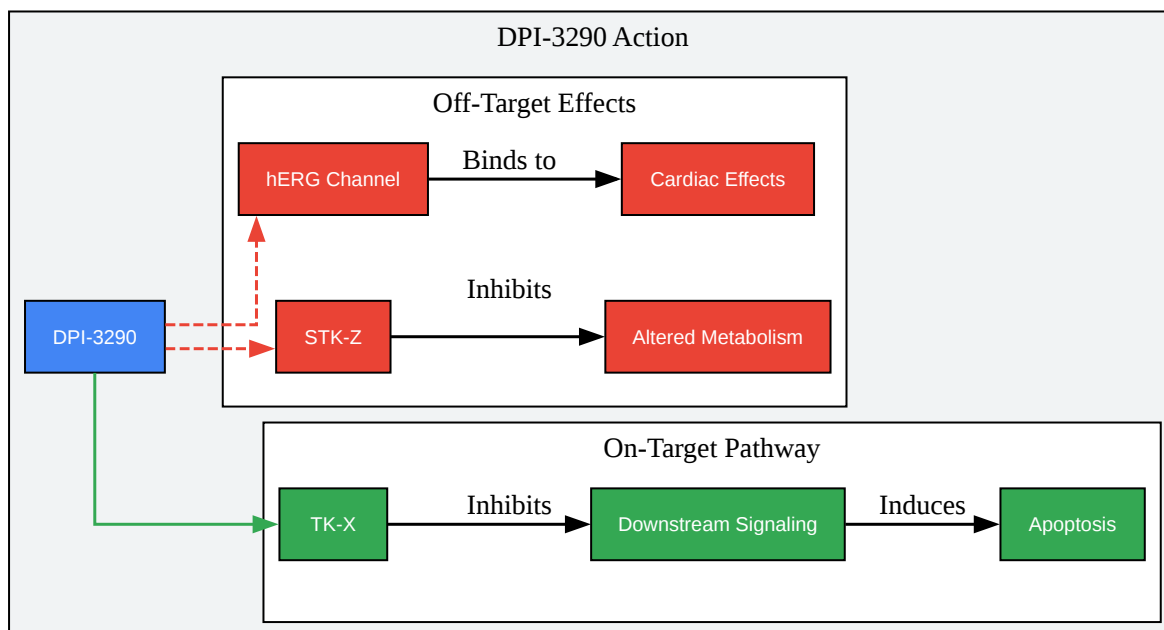 DPI-3290 Action
Off-Target Effects
hERG Channel
Binds to
Cardiac Effects
DPI-3290
STK-Z
Inhibits
Altered Metabolism
On-Target Pathway
TK-X
Inhibits
Downstream Signaling
Induces
Apoptosis